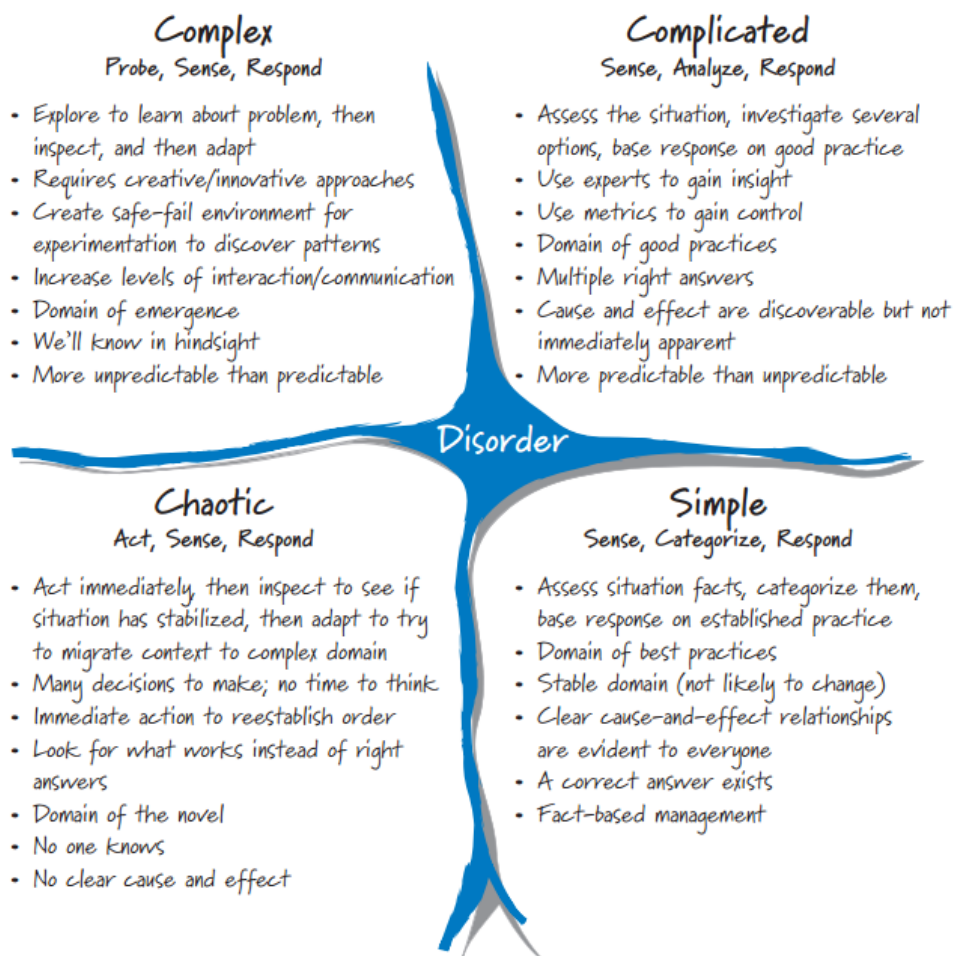 Complex
Probe, Sense, Respond
• Explore to learn about problem, then
inspect, and then adapt
• Requires creative/innovative approaches
• Create safe-fail environment for
experimentation to discover patterns
• Increase levels of interaction/communication
• Domain of emergence
• We'll know in hindsight
• More unpredictable than predictable
Complicated
Sense, Analyze, Respond
• Assess the situation, investigate several
options, base response on good practice
• Use experts to gain insight
• Use metrics to gain control
• Domain of good practices
• Multiple right answers
• Cause and effect are discoverable but not
immediately apparent
• More predictable than unpredictable
Disorder
Chaotic
Act, Sense, Respond
• Act immediately, then inspect to see if
situation has stabilized, then adapt to try
to migrate context to complex domain
• Many decisions to make; no time to think
• Immediate action to reestablish order
• Look for what works instead of right
answers
• Domain of the novel
• No one knows
• No clear cause and effect
Simple
Sense, Categorize, Respond
• Assess situation facts, categorize them,
base response on established practice
• Domain of best practices
• Stable domain (not likely to change)
• Clear cause-and-effect relationships
are evident to everyone
• A correct answer exists
• Fact-based management